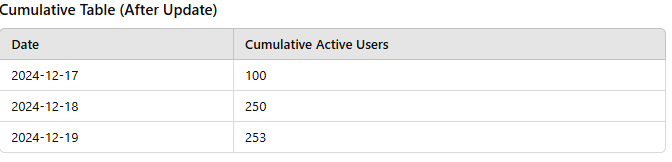 Cumulative Table (After Update)
Date Cumulative Active Users
2024-12-17 100
2024-12-18 250
2024-12-19 253